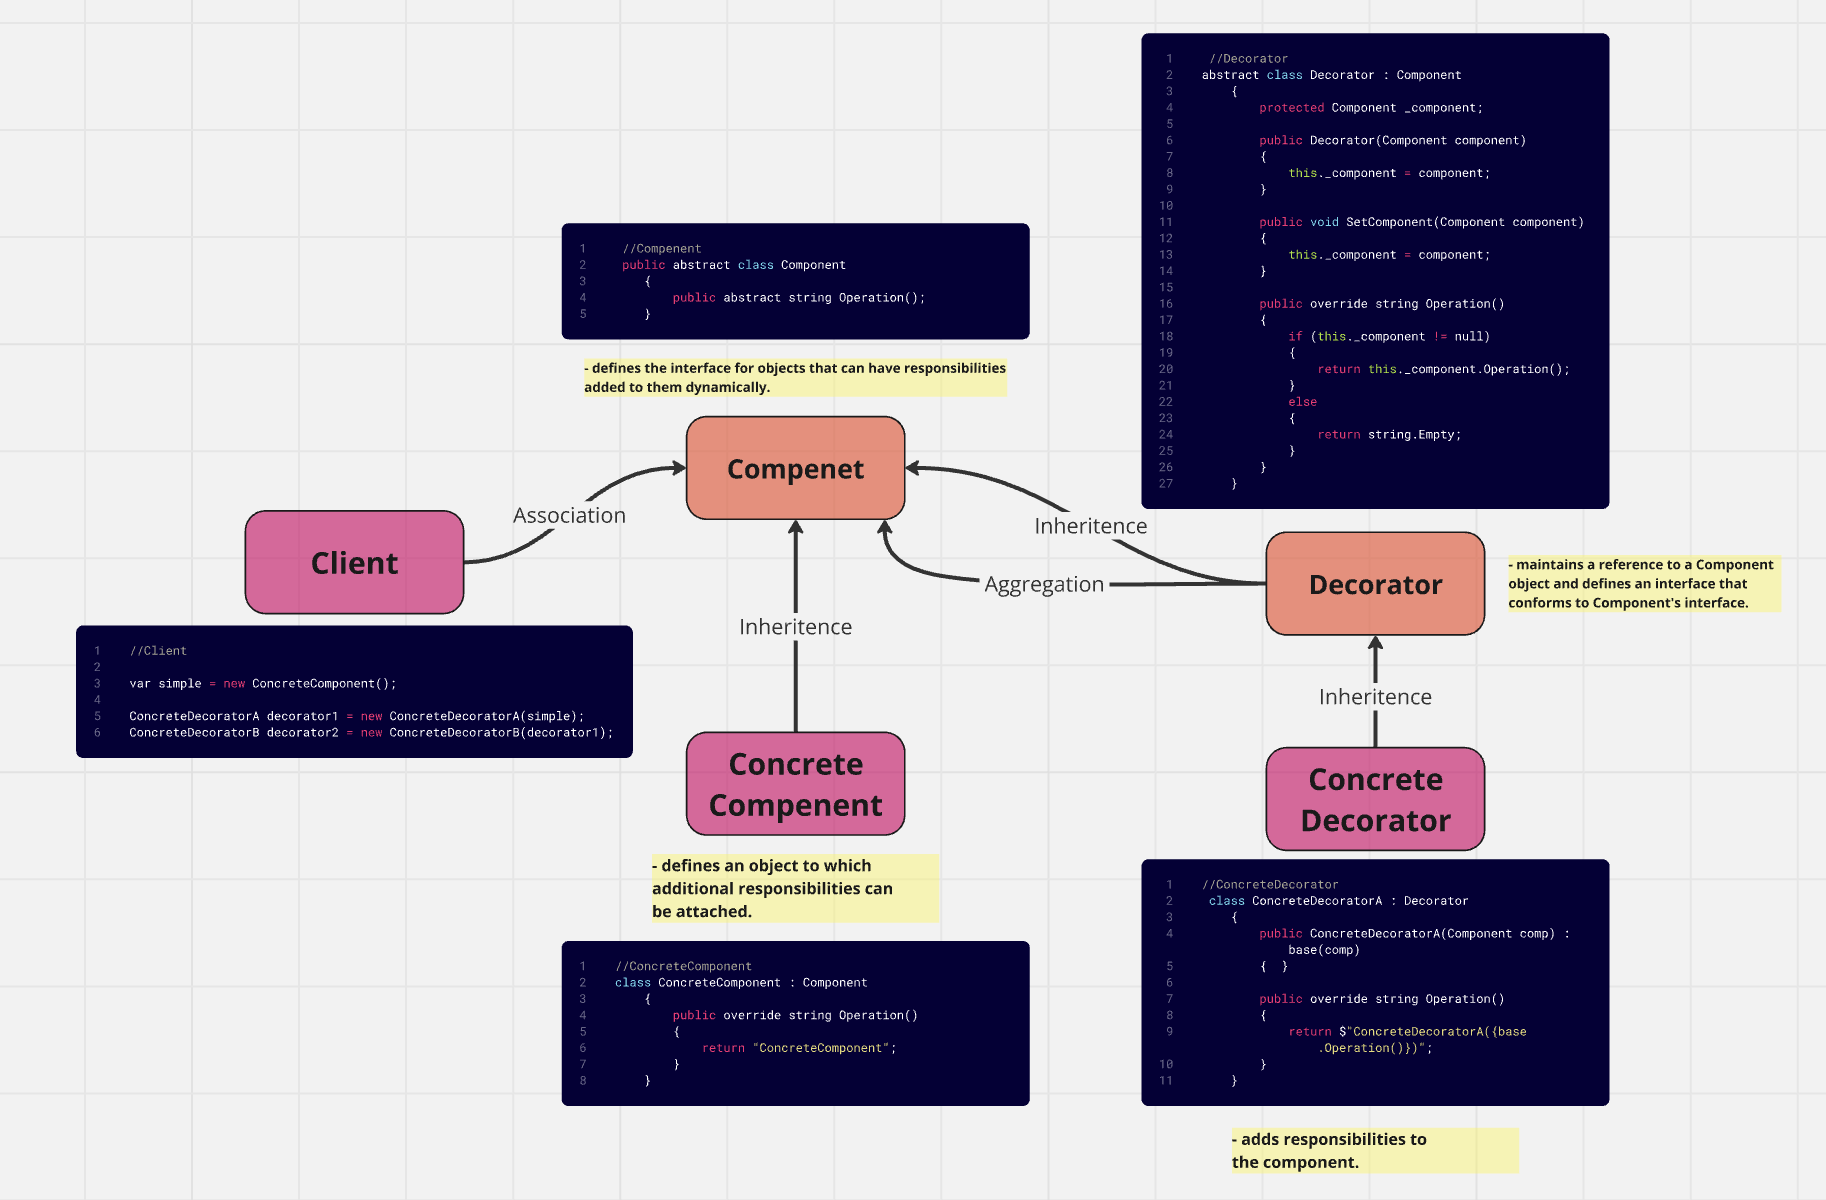 1 //Decorator
2 abstract class Decorator : Component
3 {
4 protected Component _component;
5
6 public Decorator(Component component)
7 {
8 this._component = component;
9 }
10
11 public void SetComponent(Component component)
12 {
13 this._component = component;
14 }
15
16 public override string Operation()
17 {
18 if (this._component != null)
19 {
20 return this._component.Operation();
21 }
22 else
23 {
24 return string.Empty;
25 }
26 }
27 }
1 //Compenent
2 public abstract class Component
3 {
4 public abstract string Operation();
5 }
- defines the interface for objects that can have responsibilities
added to them dynamically.
Compenet
Association
Inheritence
Client
Aggregation
Decorator
- maintains a reference to a Component
object and defines an interface that
conforms to Component's interface.
Inheritence
Inheritence
1 //Client
2
3 var simple = new ConcreteComponent();
4
5 ConcreteDecoratorA decorator1 = new ConcreteDecoratorA(simple);
6 ConcreteDecoratorB decorator2 = new ConcreteDecoratorB(decorator1);
Concrete
Compenent
Concrete
Decorator
- defines an object to which
additional responsibilities can
be attached.
1 //ConcreteComponent
2 class ConcreteComponent : Component
3 {
4 public override string Operation()
5 {
6 return "ConcreteComponent";
7 }
8 }
1 //ConcreteDecorator
2 class ConcreteDecoratorA : Decorator
3 {
4 public ConcreteDecoratorA(Component comp) :
base(comp)
5 { }
6
7 public override string Operation()
8 {
9 return $"ConcreteDecoratorA({base
.Operation()})";
10 }
11 }
- adds responsibilities to
the component.